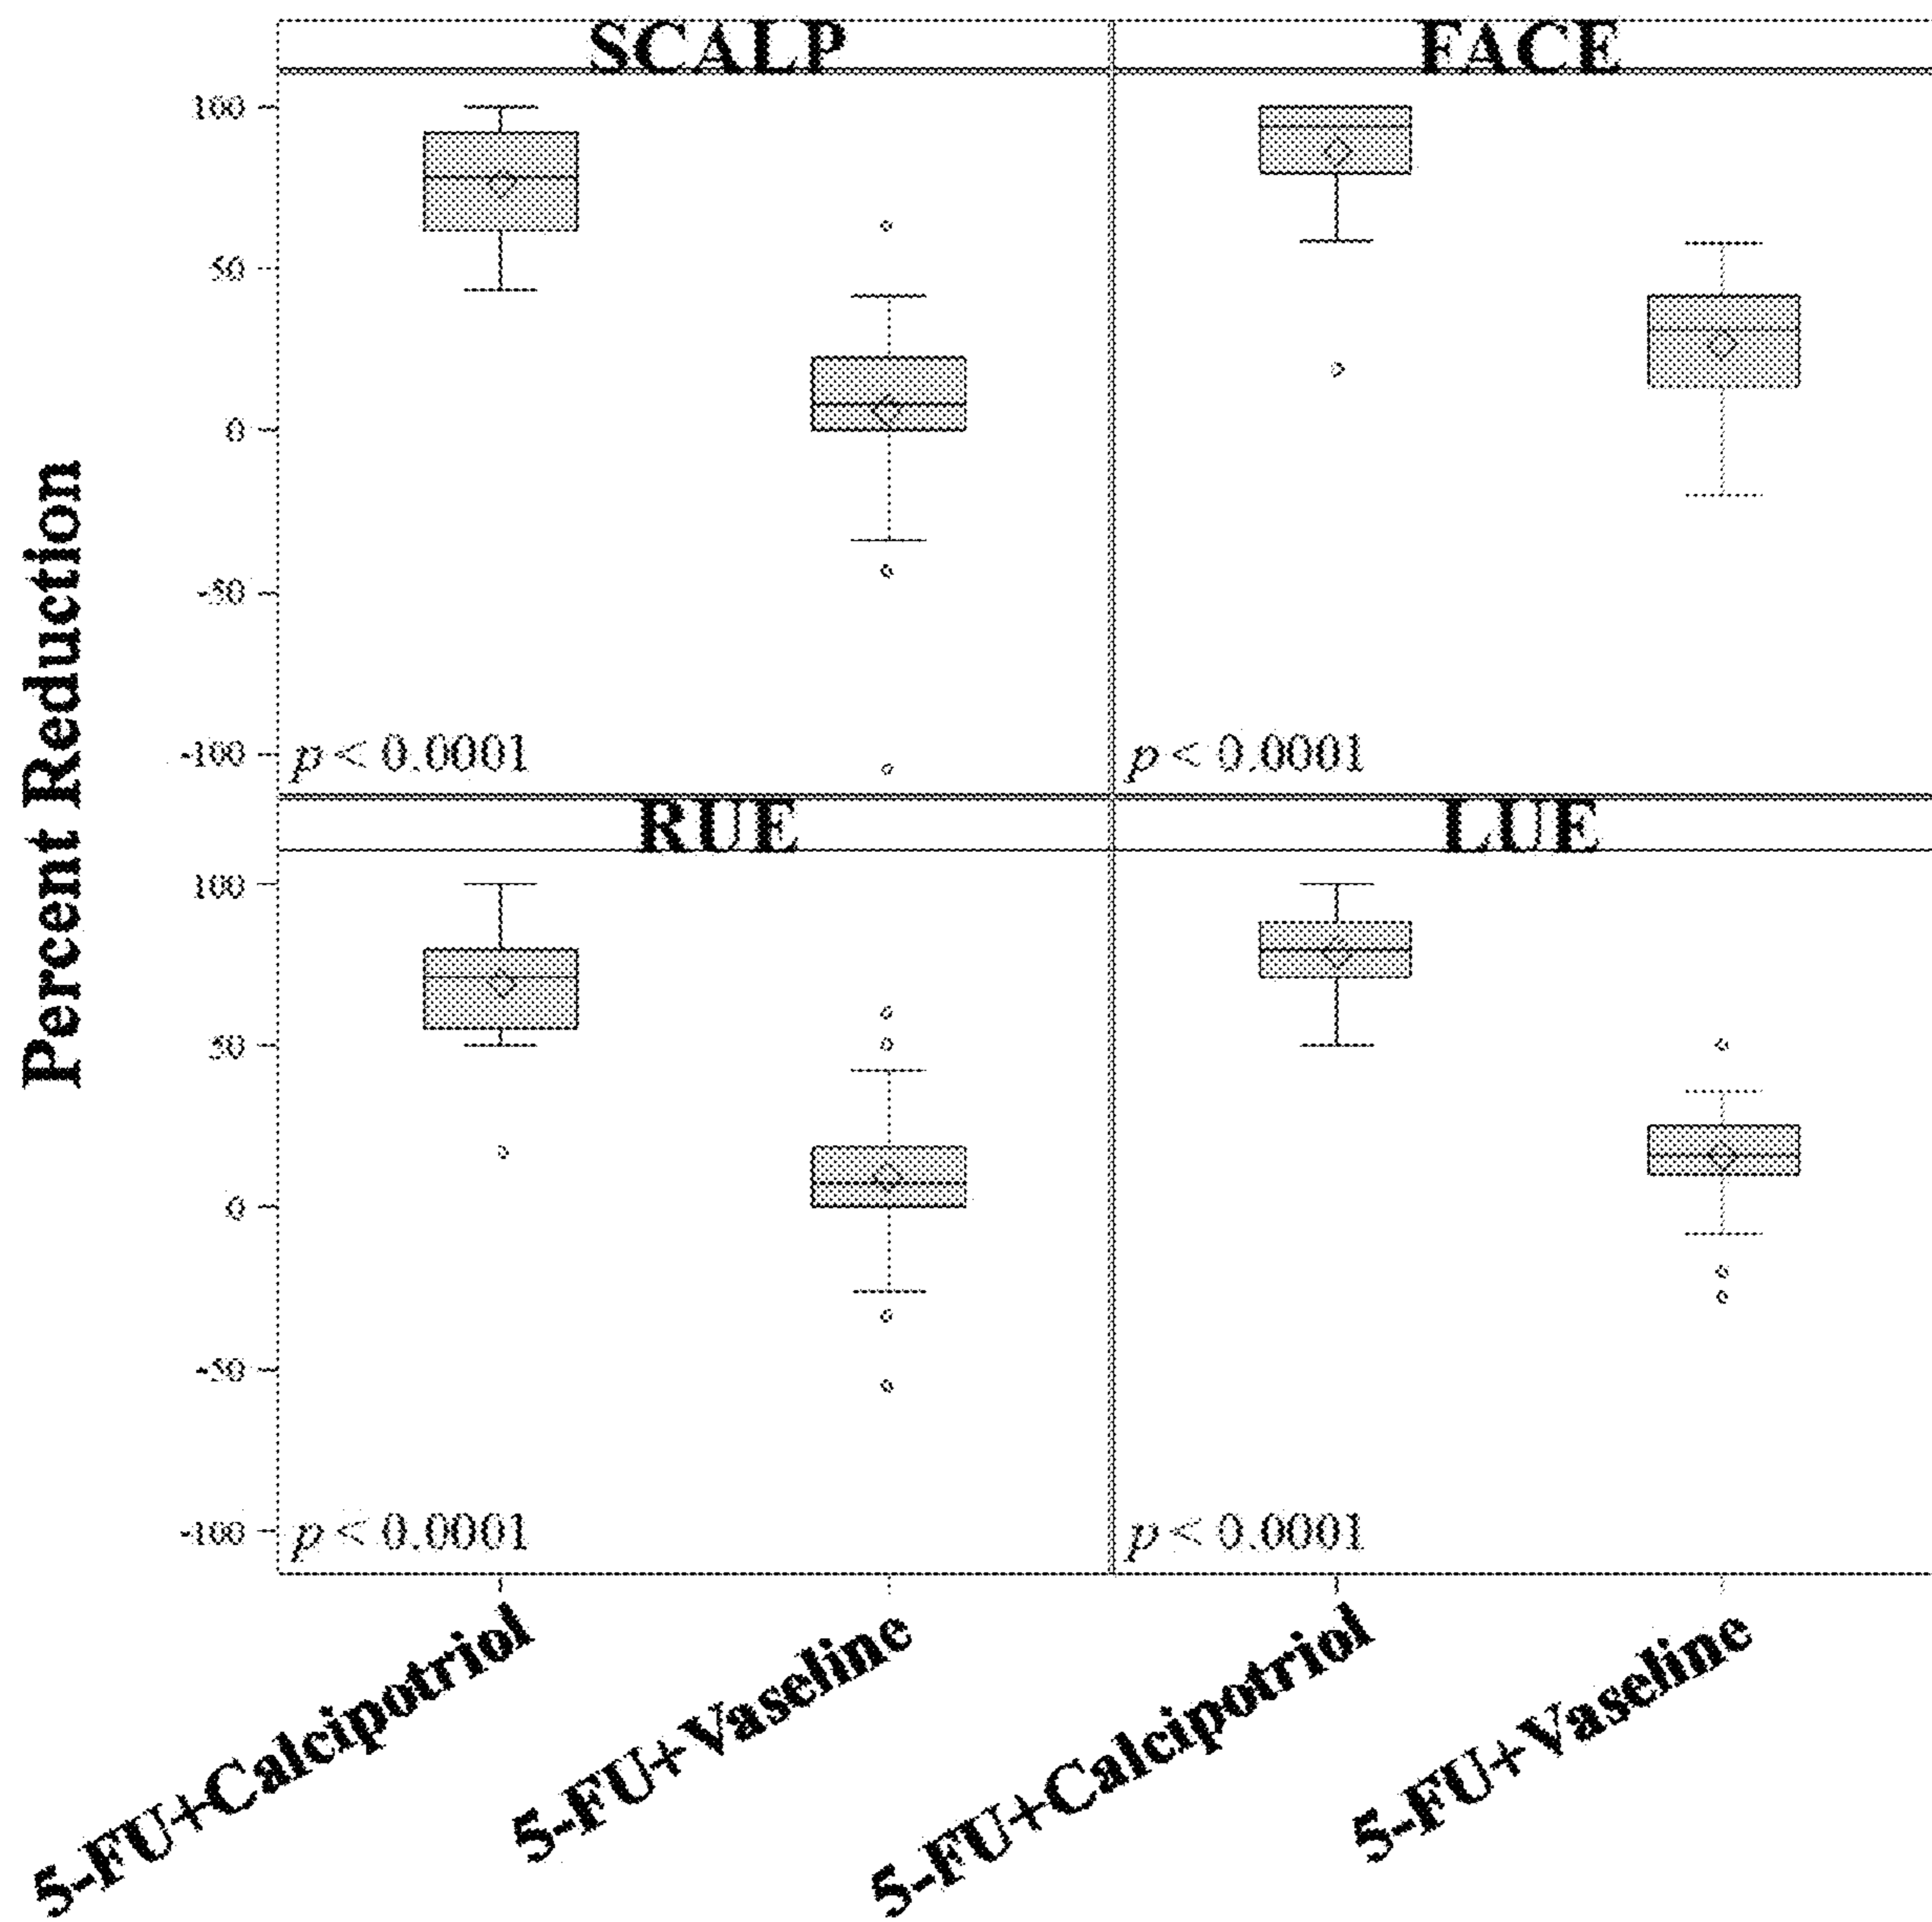 SCALP FACE
100
50
0
-50
-100
p < 0.0001 p < 0.0001
Percent Reduction
RUE LUE
100
50
0
-50
-100
p < 0.0001 p < 0.0001
5-FU+Calcipotriol
5-FU+Vaseline
5-FU+Calcipotriol
5-FU+Vaseline